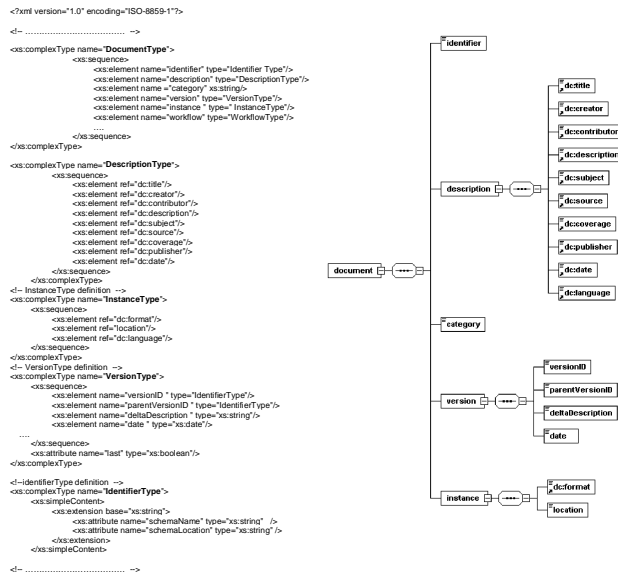 <?xml version="1.0" encoding="ISO-8859-1"?>
<!-- ……………………………… -->
<xs:complexType name="DocumentType">
<xs:sequence>
<xs:element name="identifier" type="Identifier Type"/>
<xs:element name="description" type="DescriptionType"/>
<xs:element name ="category" xs:string/>
<xs:element name="version" type="VersionType"/>
<xs:element name="instance " type=" InstanceType"/>
<xs:element name="workflow" type="WorkflowType"/>
….
</xs:sequence>
</xs:complexType>
<xs:complexType name="DescriptionType">
<xs:sequence>
<xs:element ref="dc:title"/>
<xs:element ref="dc:creator"/>
<xs:element ref="dc:contributor"/>
<xs:element ref="dc:description"/>
<xs:element ref="dc:subject"/>
<xs:element ref="dc:source"/>
<xs:element ref="dc:coverage"/>
<xs:element ref="dc:publisher"/>
<xs:element ref="dc:date"/>
</xs:sequence>
</xs:complexType>
<!-- InstanceType definition -->
<xs:complexType name="InstanceType">
<xs:sequence>
<xs:element ref="dc:format"/>
<xs:element ref="location"/>
<xs:element ref="dc:language"/>
</xs:sequence>
</xs:complexType>
<!-- VersionType definition -->
<xs:complexType name="VersionType">
<xs:sequence>
<xs:element name="versionID " type="IdentifierType"/>
<xs:element name="parentVersionID " type="IdentifierType"/>
<xs:element name="deltaDescription " type="xs:string"/>
<xs:element name="date " type="xs:date"/>
….
</xs:sequence>
<xs:attribute name="last" type="xs:boolean"/>
</xs:complexType>
<!--identifierType definition -->
<xs:complexType name="IdentifierType">
<xs:simpleContent>
<xs:extension base="xs:string">
<xs:attribute name="schemaName" type="xs:string" />
<xs:attribute name="schemaLocation" type="xs:string" />
</xs:extension>
</xs:simpleContent>
<!-- ……………………………… -->
document
identifier
description
dc:title
dc:creator
dc:contributor
dc:description
dc:subject
dc:source
dc:coverage
dc:publisher
dc:date
dc:language
category
version
versionID
parentVersionID
deltaDescription
date
instance
dc:format
location